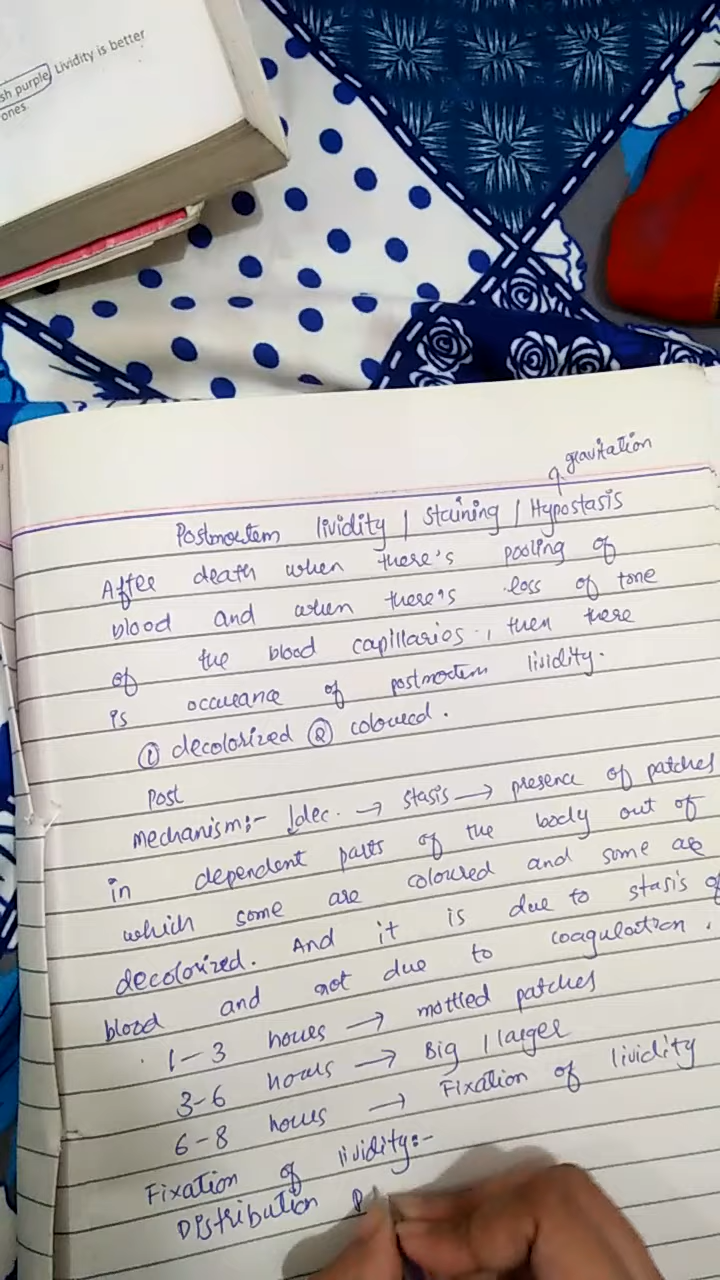 sh purple. Lividity is better
ones.
gravitation
Postmortem lividity / Staining / Hypostasis
After death when there's pooling of
blood and when there's loss of tone
of the blood capillaries, then there
is occurance of postmortem lividity.
① decolorized ② coloured.
Post
mechanism:- ↓dec. → stasis → presence of patches
in dependent parts of the body out of
which some are coloured and some are
decolorized. And it is due to stasis of
blood and not due to coagulation.
1-3 hours → mottled patches
3-6 hours → Big / larger
6-8 hours → Fixation of lividity
Fixation of lividity:-
Distribution